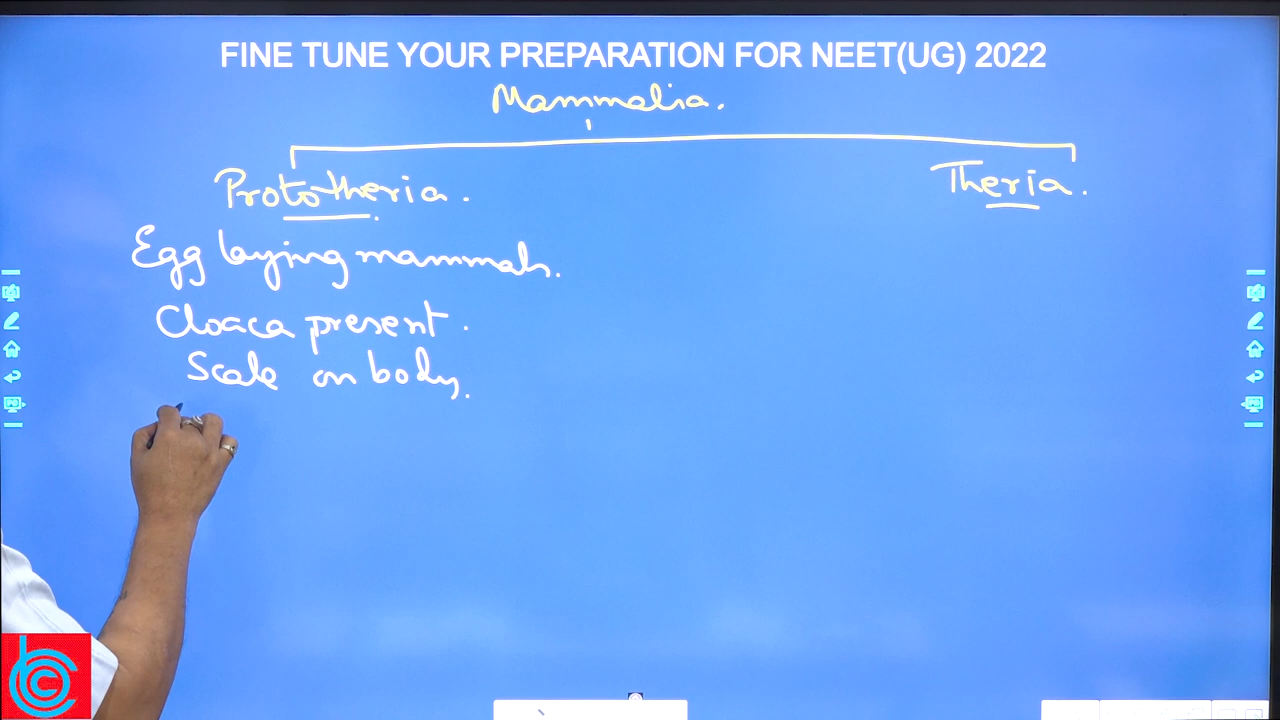 FINE TUNE YOUR PREPARATION FOR NEET(UG) 2022
Mammalia.
Prototheria.
Theria.
Egg laying mammals.
Cloaca present.
Scale on body.
bcc